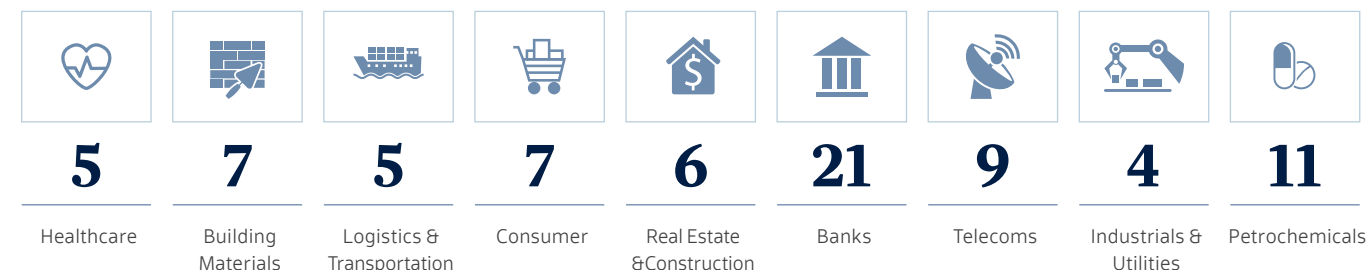 $
5
Healthcare
7
Building
Materials
5
Logistics &
Transportation
7
Consumer
6
Real Estate
&Construction
21
Banks
9
Telecoms
4
Industrials &
Utilities
11
Petrochemicals